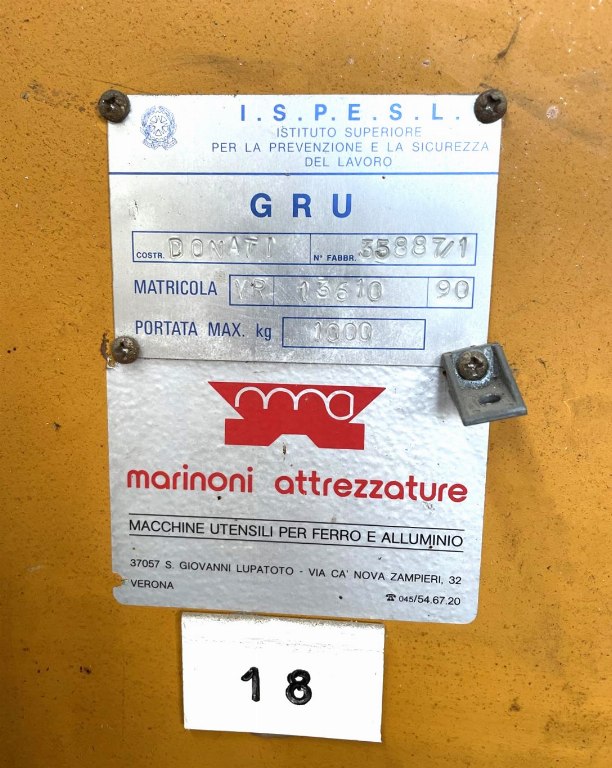 I.S.P.E.S.L.
ISTITUTO SUPERIORE
PER LA PREVENZIONE E LA SICUREZZA
DEL LAVORO
GRU
COSTR. DONATI N° FABBR. 35887/1
MATRICOLA VR 13610 90
PORTATA MAX. kg 1000
mma
marinoni attrezzature
MACCHINE UTENSILI PER FERRO E ALLUMINIO
37057 S. GIOVANNI LUPATOTO - VIA CA' NOVA ZAMPIERI, 32
VERONA ☎ 045/54.67.20
18